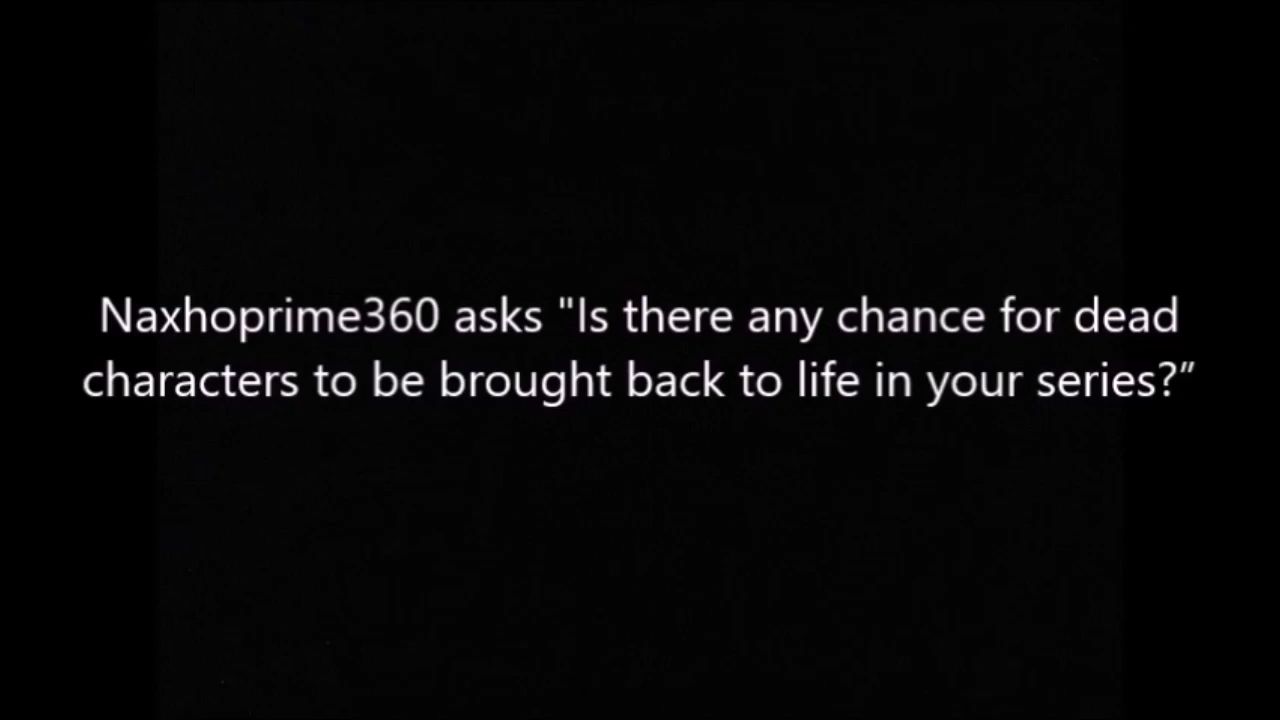 Naxhoprime360 asks "Is there any chance for dead
characters to be brought back to life in your series?”